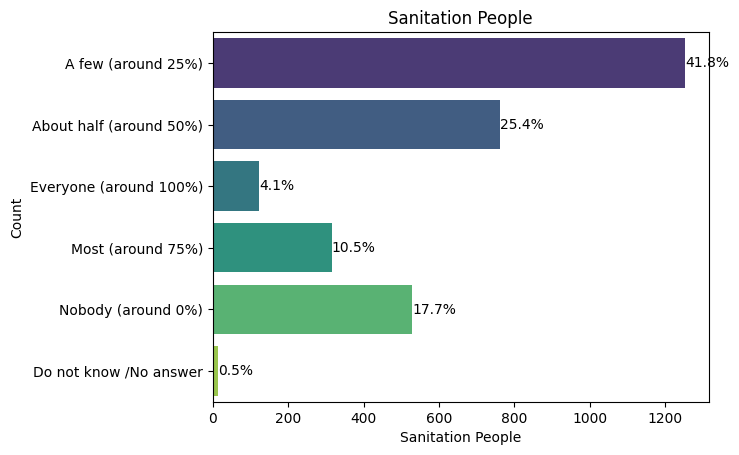 Sanitation People
A few (around 25%)
41.8%
About half (around 50%)
25.4%
Everyone (around 100%)
4.1%
Most (around 75%)
10.5%
Nobody (around 0%)
17.7%
Do not know /No answer
0.5%
Count
0 200 400 600 800 1000 1200
Sanitation People